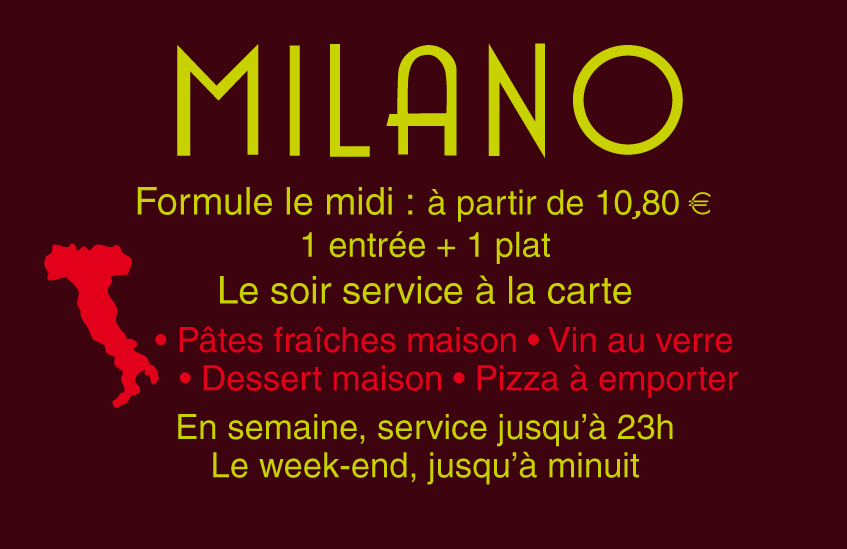 MILANO
Formule le midi : à partir de 10,80 €
1 entrée + 1 plat
Le soir service à la carte
• Pâtes fraîches maison • Vin au verre
• Dessert maison • Pizza à emporter
En semaine, service jusqu’à 23h
Le week-end, jusqu’à minuit